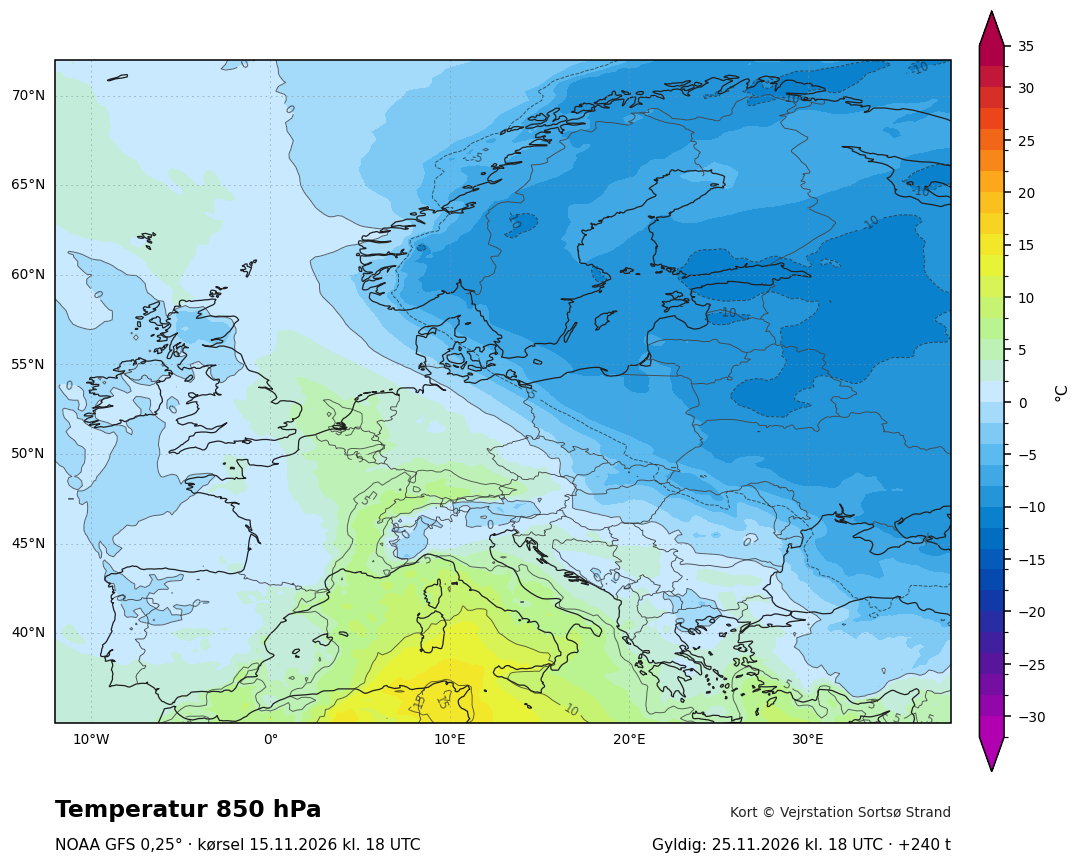 70°N
65°N
60°N
55°N
50°N
45°N
40°N
10°W 0° 10°E 20°E 30°E
35
30
25
20
15
10
5
0
−5
−10
−15
−20
−25
−30
°C
Temperatur 850 hPa
Kort © Vejrstation Sortsø Strand
NOAA GFS 0,25° · kørsel 15.11.2026 kl. 18 UTC
Gyldig: 25.11.2026 kl. 18 UTC · +240 t